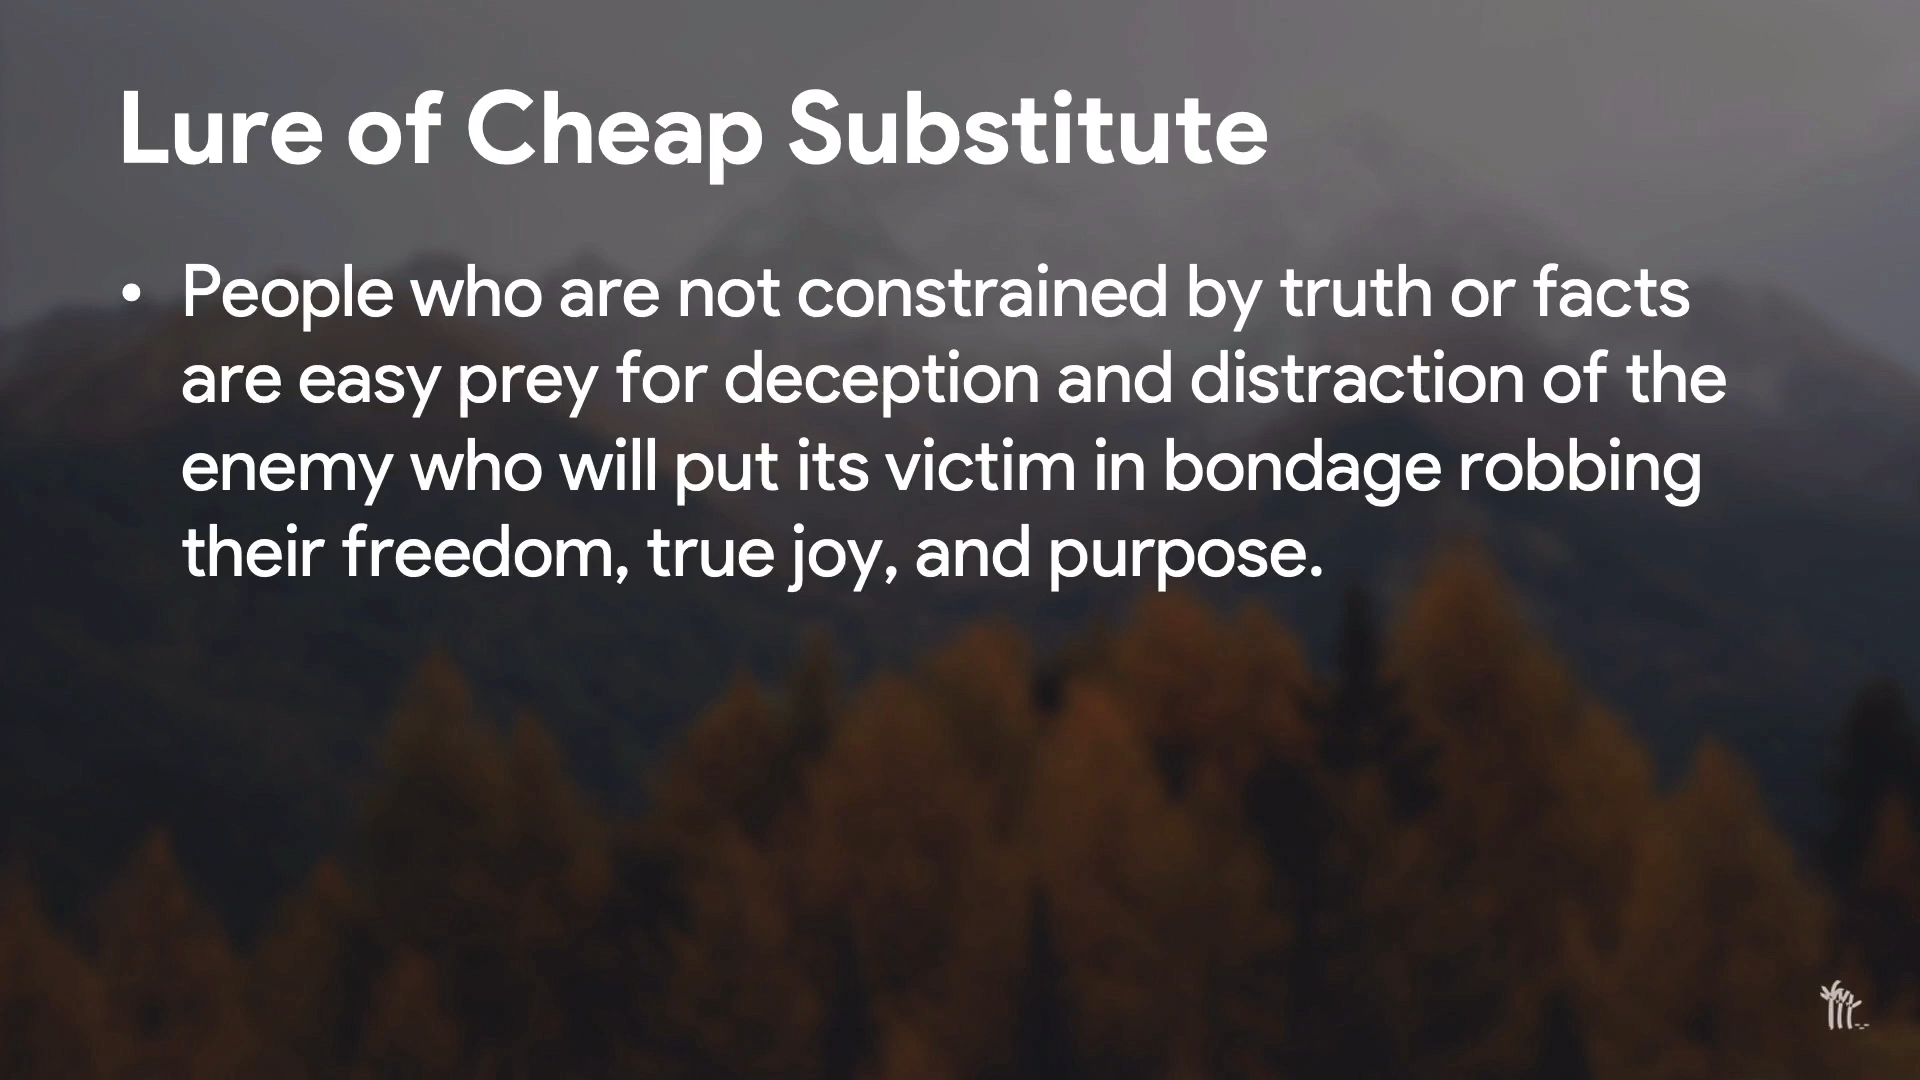 Lure of Cheap Substitute
• People who are not constrained by truth or facts
are easy prey for deception and distraction of the
enemy who will put its victim in bondage robbing
their freedom, true joy, and purpose.